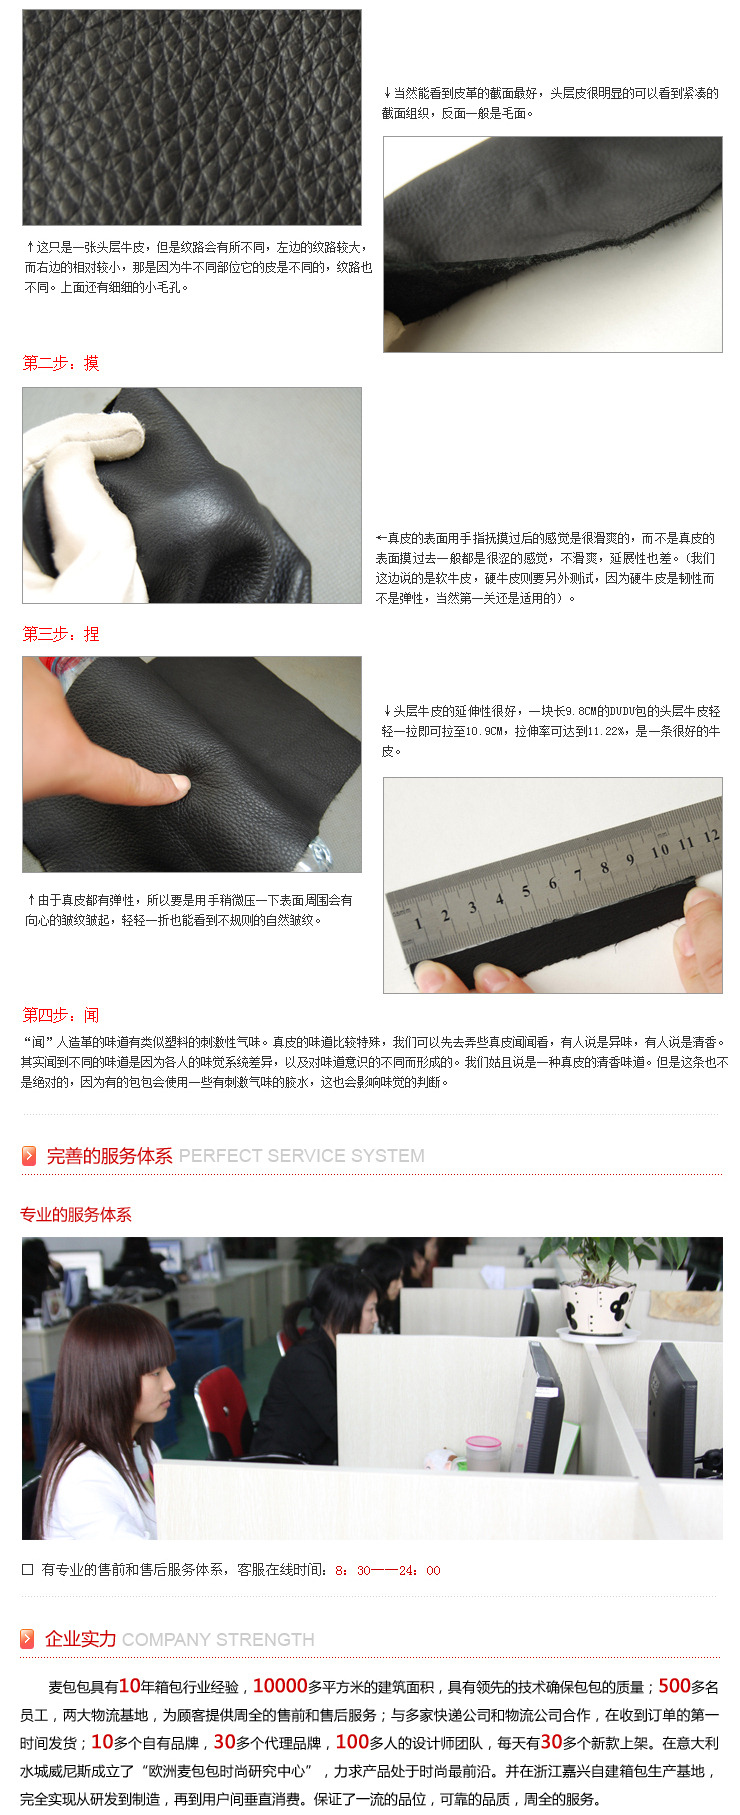 ↓当然能看到皮革的截面最好，头层皮很明显的可以看到紧凑的
截面组织，反面一般是毛面。
↑这只是一张头层牛皮，但是纹路会有所不同，左边的纹路较大，
而右边的相对较小，那是因为牛不同部位它的皮是不同的，纹路也
不同。上面还有细细的小毛孔。
第二步：摸
←真皮的表面用手指抚摸过后的感觉是很滑爽的，而不是真皮的
表面摸过去一般都是很涩的感觉，不滑爽，延展性也差。（我们
这边说的是软牛皮，硬牛皮则要另外测试，因为硬牛皮是韧性而
不是弹性，当然第一关还是适用的）。
第三步：捏
↓头层牛皮的延伸性很好，一块长9.8CM的DUDU包的头层牛皮轻
轻一拉即可拉至10.9CM，拉伸率可达到11.22%，是一条很好的牛
皮。
1 2 3 4 5 6 7 8 9 10 11 12
↑由于真皮都有弹性，所以要是用手稍微压一下表面周围会有
向心的皱纹皱起，轻轻一折也能看到不规则的自然皱纹。
第四步：闻
“闻”人造革的味道有类似塑料的刺激性气味。真皮的味道比较特殊，我们可以先去弄些真皮闻闻看，有人说是异味，有人说是清香。
其实闻到不同的味道是因为各人的味觉系统差异，以及对味道意识的不同而形成的。我们姑且说是一种真皮的清香味道。但是这条也不
是绝对的，因为有的包包会使用一些有刺激气味的胶水，这也会影响味觉的判断。
完善的服务体系 PERFECT SERVICE SYSTEM
专业的服务体系
□ 有专业的售前和售后服务体系，客服在线时间：8：30——24：00
企业实力 COMPANY STRENGTH
麦包包具有10年箱包行业经验，10000多平方米的建筑面积，具有领先的技术确保包包的质量；500多名
员工，两大物流基地，为顾客提供周全的售前和售后服务；与多家快递公司和物流公司合作，在收到订单的第一
时间发货；10多个自有品牌，30多个代理品牌，100多人的设计师团队，每天有30多个新款上架。在意大利
水城威尼斯成立了“欧洲麦包包时尚研究中心”，力求产品处于时尚最前沿。并在浙江嘉兴自建箱包生产基地，
完全实现从研发到制造，再到用户间垂直消费。保证了一流的品位，可靠的品质，周全的服务。